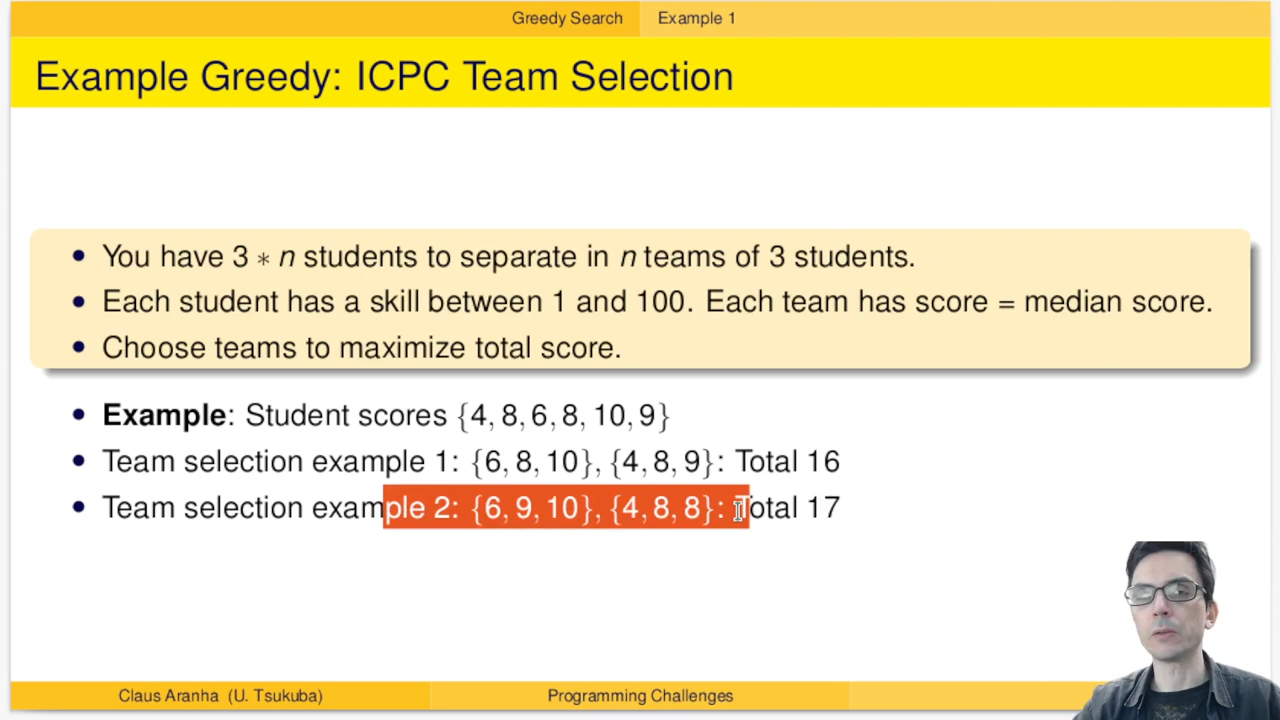 Greedy Search Example 1
Example Greedy: ICPC Team Selection
• You have 3 ∗ n students to separate in n teams of 3 students.
• Each student has a skill between 1 and 100. Each team has score = median score.
• Choose teams to maximize total score.
• Example: Student scores {4, 8, 6, 8, 10, 9}
• Team selection example 1: {6, 8, 10}, {4, 8, 9}: Total 16
• Team selection example 2: {6, 9, 10}, {4, 8, 8}: Total 17
Claus Aranha (U. Tsukuba) Programming Challenges